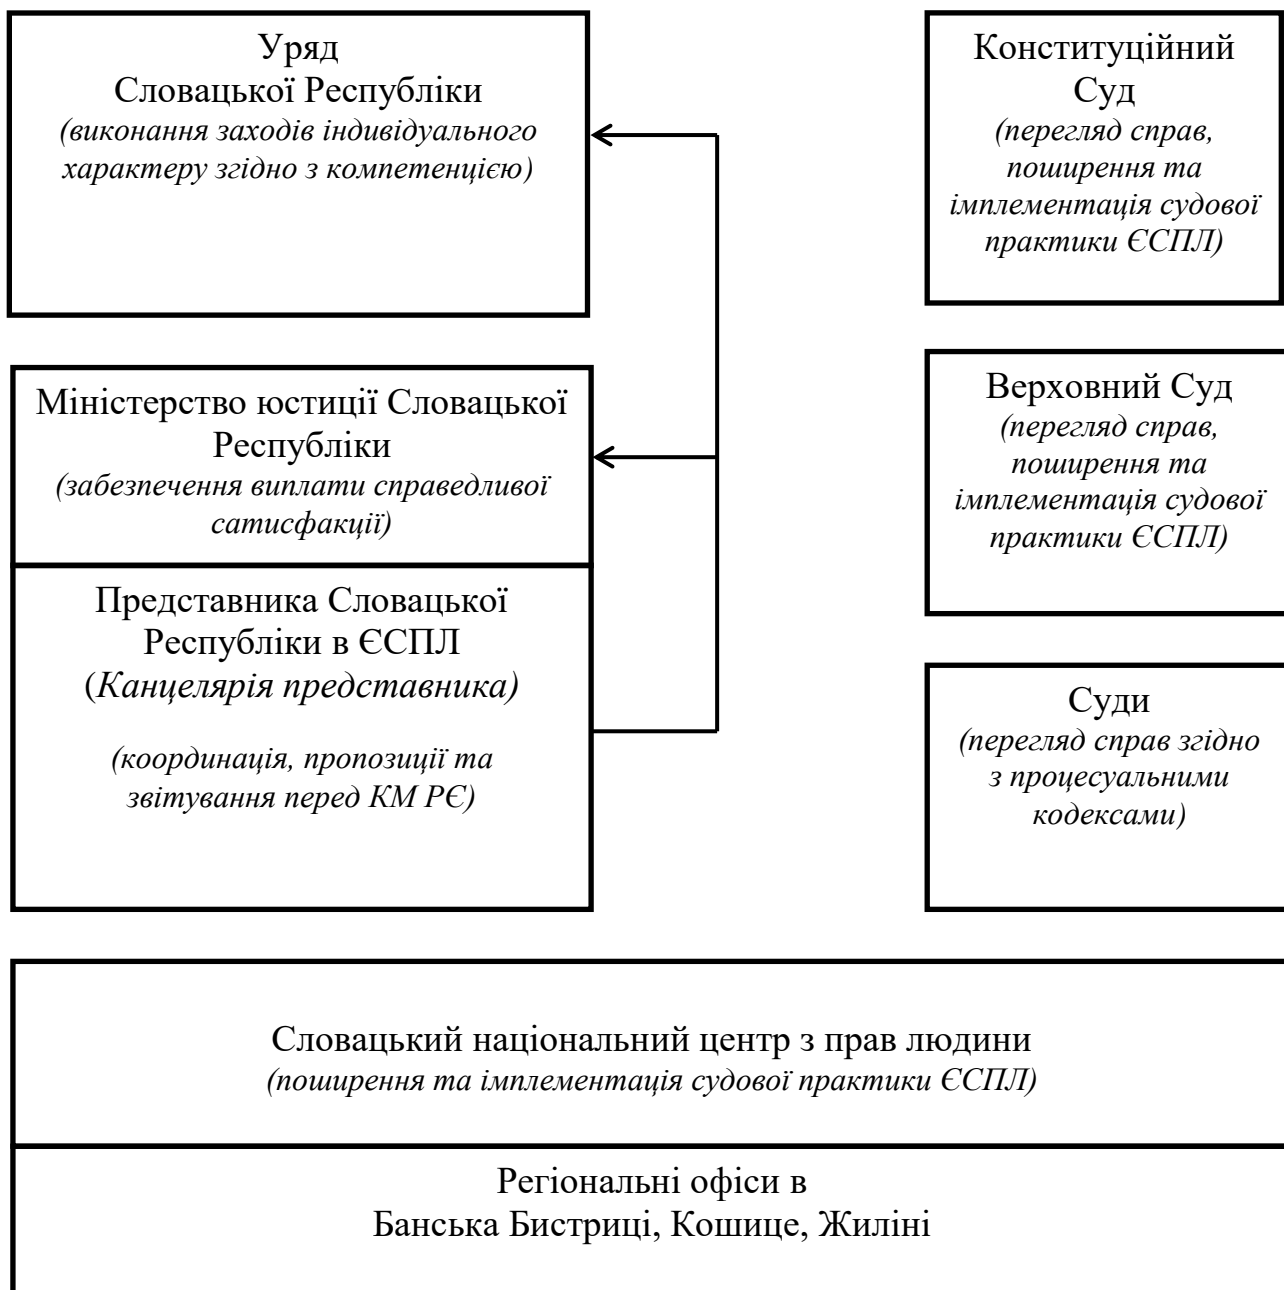 Уряд
Словацької Республіки
(виконання заходів індивідуального
характеру згідно з компетенцією)
Міністерство юстиції Словацької
Республіки
(забезпечення виплати справедливої
сатисфакції)
Представника Словацької
Республіки в ЄСПЛ
(Канцелярія представника)
(координація, пропозиції та
звітування перед КМ РЄ)
Конституційний
Суд
(перегляд справ,
поширення та
імплементація судової
практики ЄСПЛ)
Верховний Суд
(перегляд справ,
поширення та
імплементація судової
практики ЄСПЛ)
Суди
(перегляд справ згідно
з процесуальними
кодексами)
Словацький національний центр з прав людини
(поширення та імплементація судової практики ЄСПЛ)
Регіональні офіси в
Банська Бистриці, Кошице, Жиліні